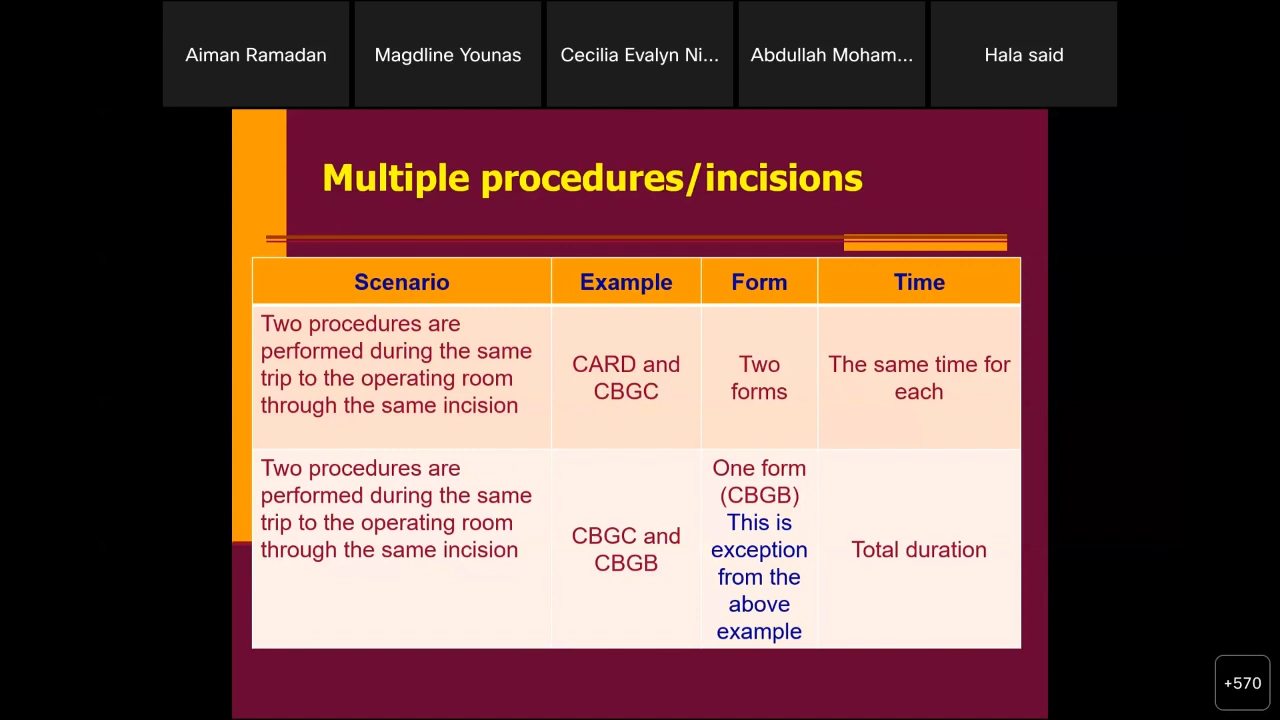 Aiman Ramadan
Magdline Younas
Cecilia Evalyn Ni...
Abdullah Moham...
Hala said
Multiple procedures/incisions
Scenario
Example
Form
Time
Two procedures are
performed during the same
trip to the operating room
through the same incision
CARD and
CBGC
Two
forms
The same time for
each
Two procedures are
performed during the same
trip to the operating room
through the same incision
CBGC and
CBGB
One form
(CBGB)
This is
exception
from the
above
example
Total duration
+570